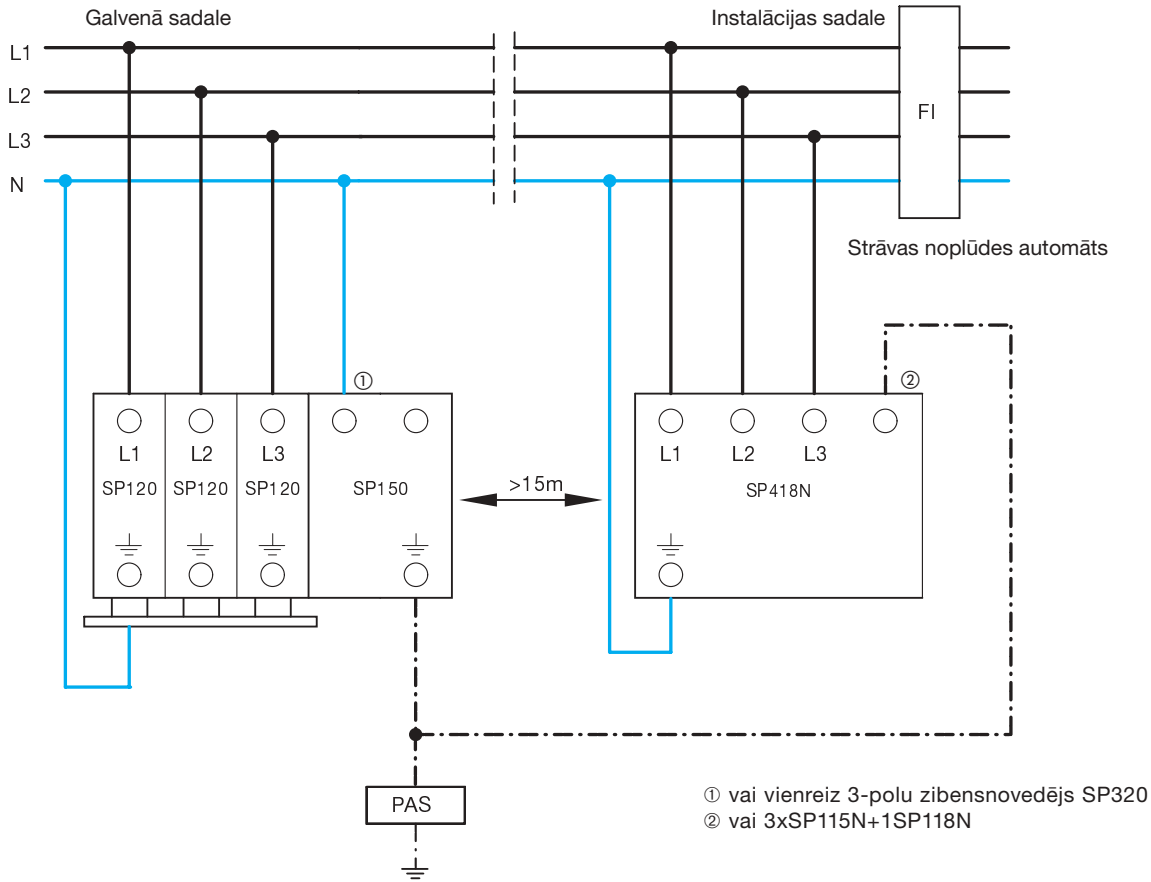 Galvenā sadale
Instalācijas sadale
L1
L2
L3
N
FI
Strāvas noplūdes automāts
①
②
L1 L2 L3
SP120 SP120 SP120 SP150
>15m
L1 L2 L3
SP418N
PAS
① vai vienreiz 3-polu zibensnovedējs SP320
② vai 3xSP115N+1SP118N